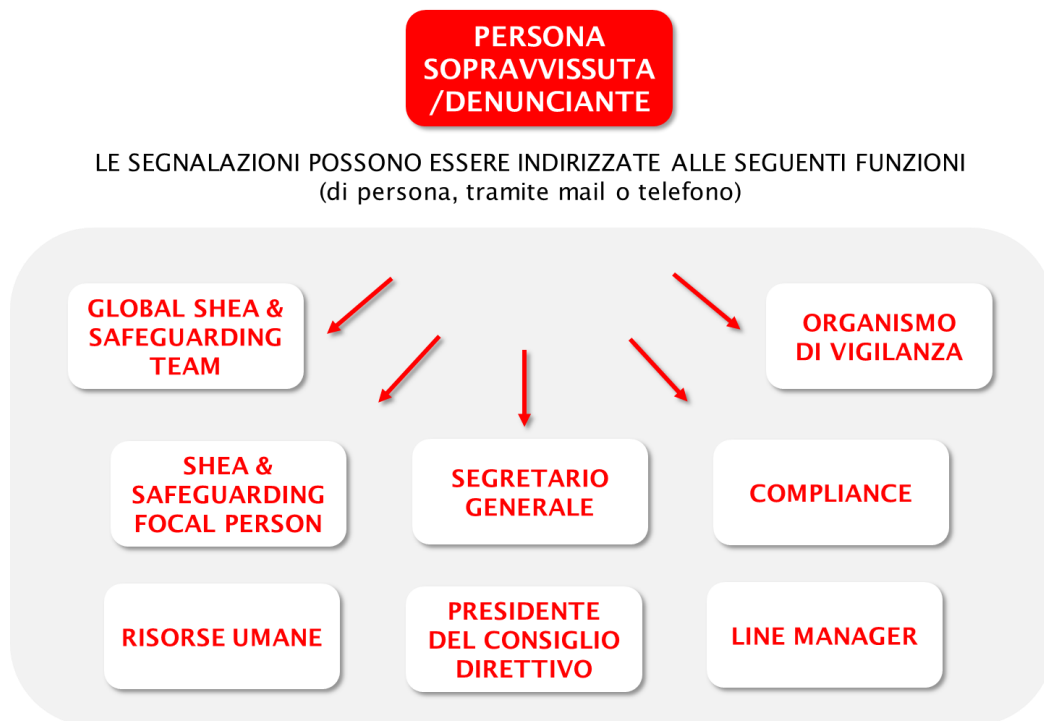 PERSONA
SOPRAVVISSUTA
/DENUNCIANTE
LE SEGNALAZIONI POSSONO ESSERE INDIRIZZATE ALLE SEGUENTI FUNZIONI
(di persona, tramite mail o telefono)
GLOBAL SHEA &
SAFEGUARDING
TEAM
ORGANISMO
DI VIGILANZA
SHEA &
SAFEGUARDING
FOCAL PERSON
SEGRETARIO
GENERALE
COMPLIANCE
RISORSE UMANE
PRESIDENTE
DEL CONSIGLIO
DIRETTIVO
LINE MANAGER